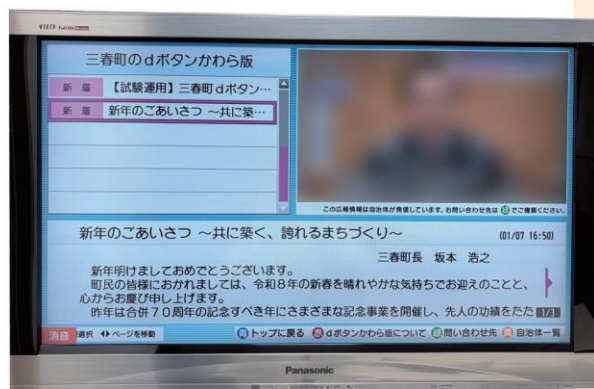 VIErA
三春町のdボタンかわら版
新 着 【試験運用】三春町dボタン…
新 着 新年のごあいさつ ～共に築…
この広報情報は自治体が発信しています。お問い合わせ先は 緑 でご確認ください。
新年のごあいさつ ～共に築く、誇れるまちづくり～ (01/07 16:50)
三春町長 坂本 浩之
新年明けましておめでとうございます。
町民の皆様におかれましては、令和8年の新春を晴れやかな気持ちでお迎えのことと、
心からお慶び申し上げます。
昨年は合併70周年の記念すべき年にさまざまな記念事業を開催し、先人の功績をたた 1/3
消音 選択 ページを移動 青 トップに戻る 赤 dボタンかわら版について 緑 問い合わせ先 黄 自治体一覧
Panasonic